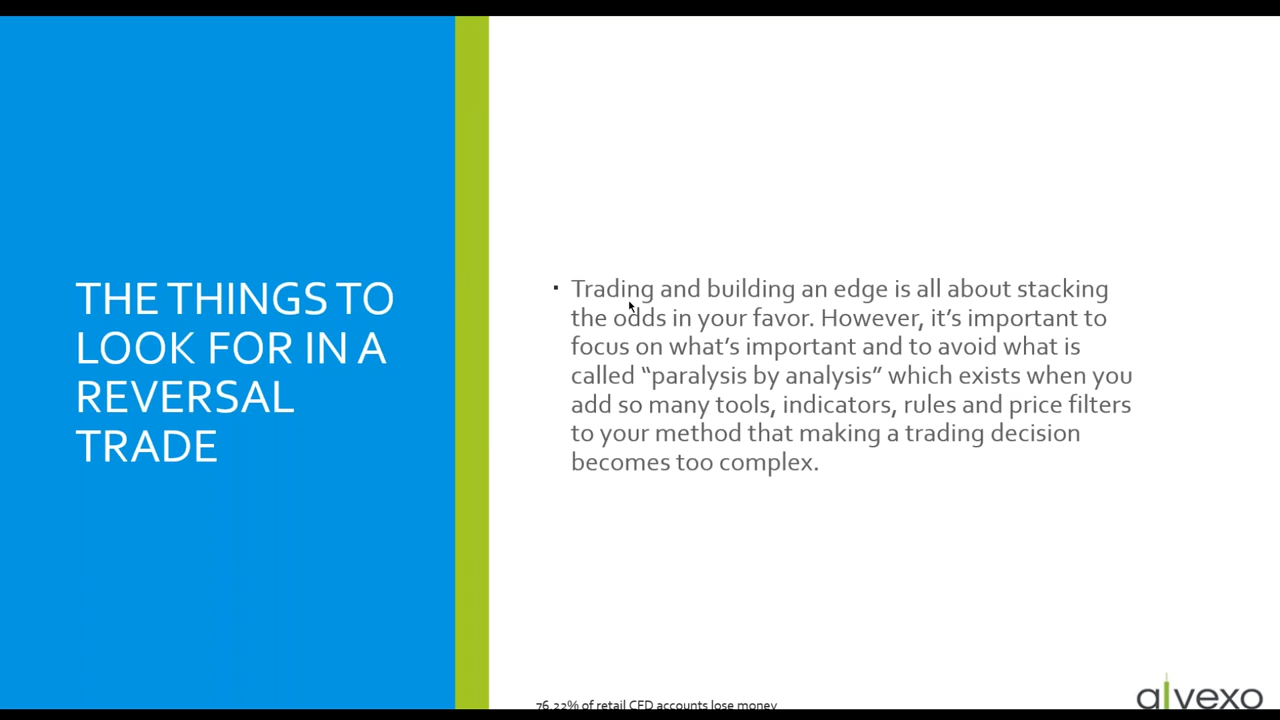 THE THINGS TO
LOOK FOR IN A
REVERSAL
TRADE
▪ Trading and building an edge is all about stacking
the odds in your favor. However, it’s important to
focus on what’s important and to avoid what is
called “paralysis by analysis” which exists when you
add so many tools, indicators, rules and price filters
to your method that making a trading decision
becomes too complex.
76.22% of retail CFD accounts lose money
alvexo